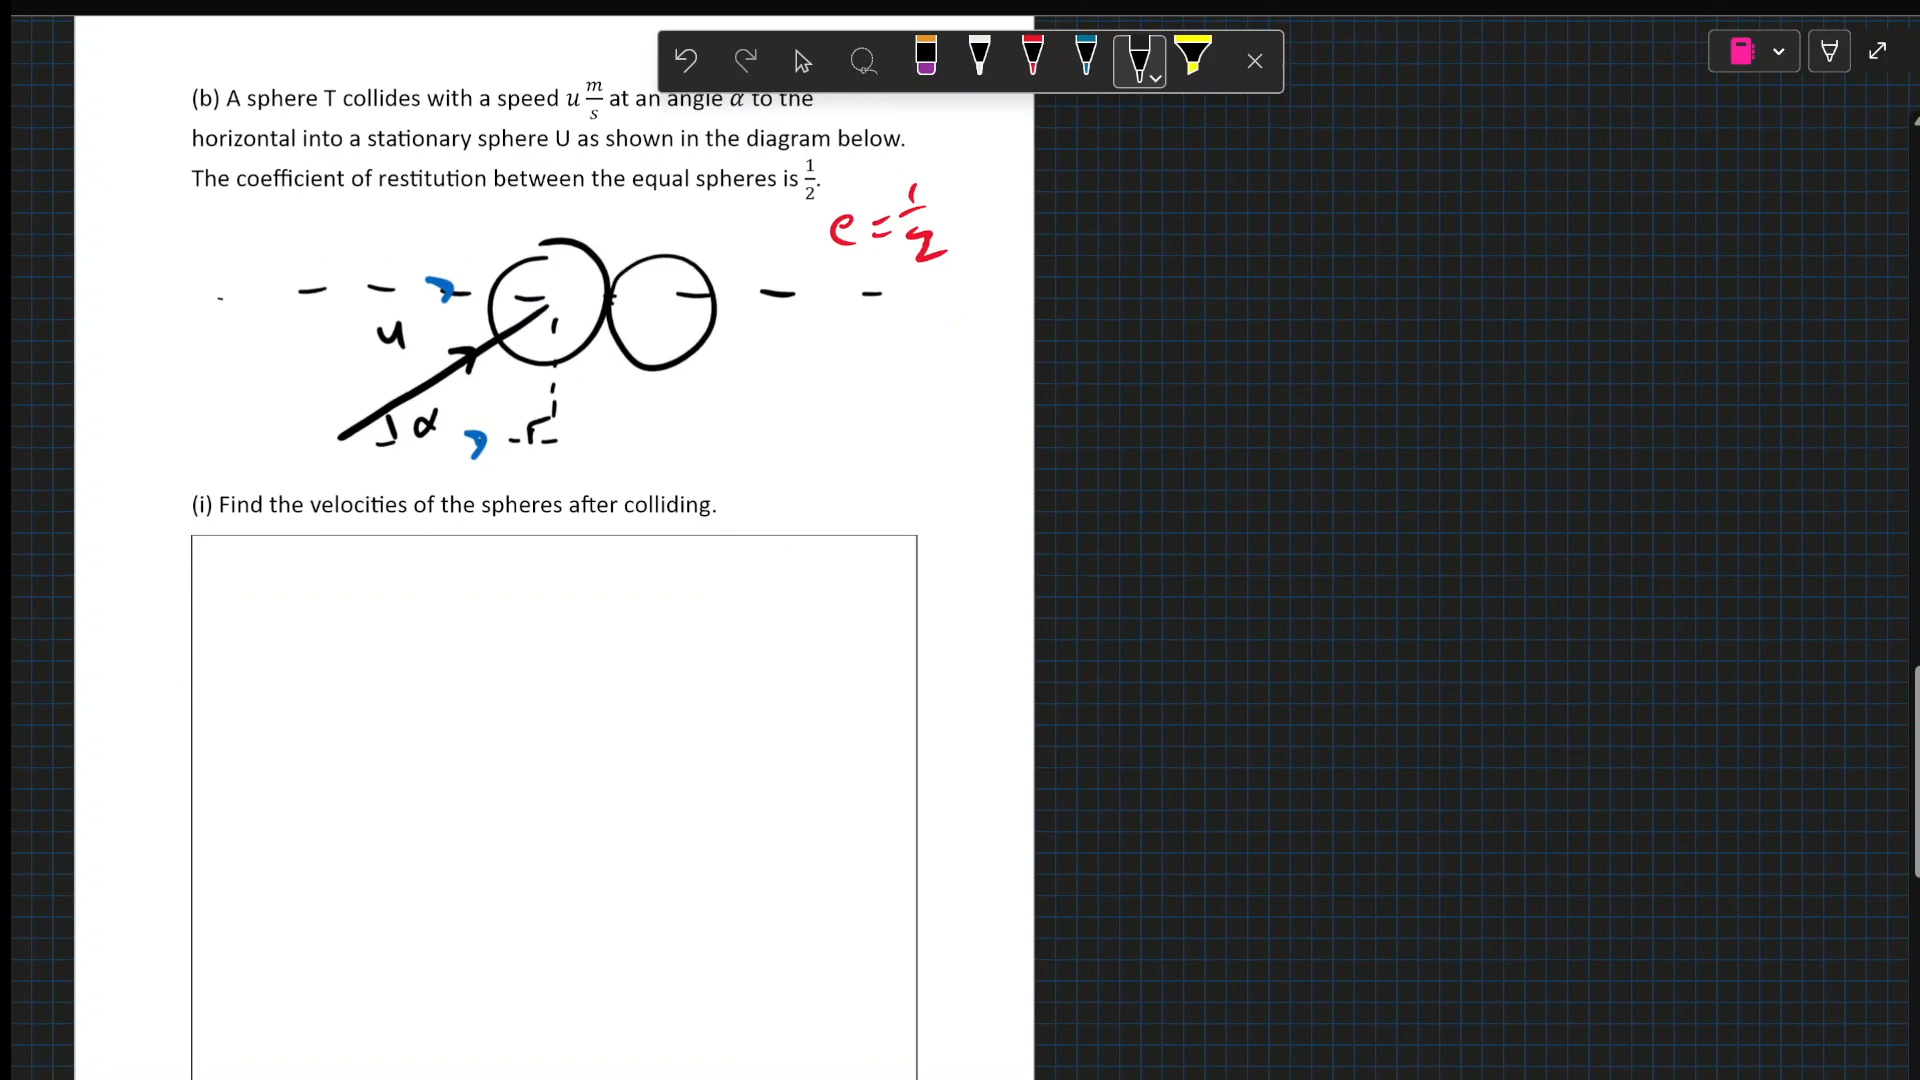 (b) A sphere T collides with a speed u m/s at an angle α to the
horizontal into a stationary sphere U as shown in the diagram below.
The coefficient of restitution between the equal spheres is 1/2.
e = 1/2
u
α
(i) Find the velocities of the spheres after colliding.